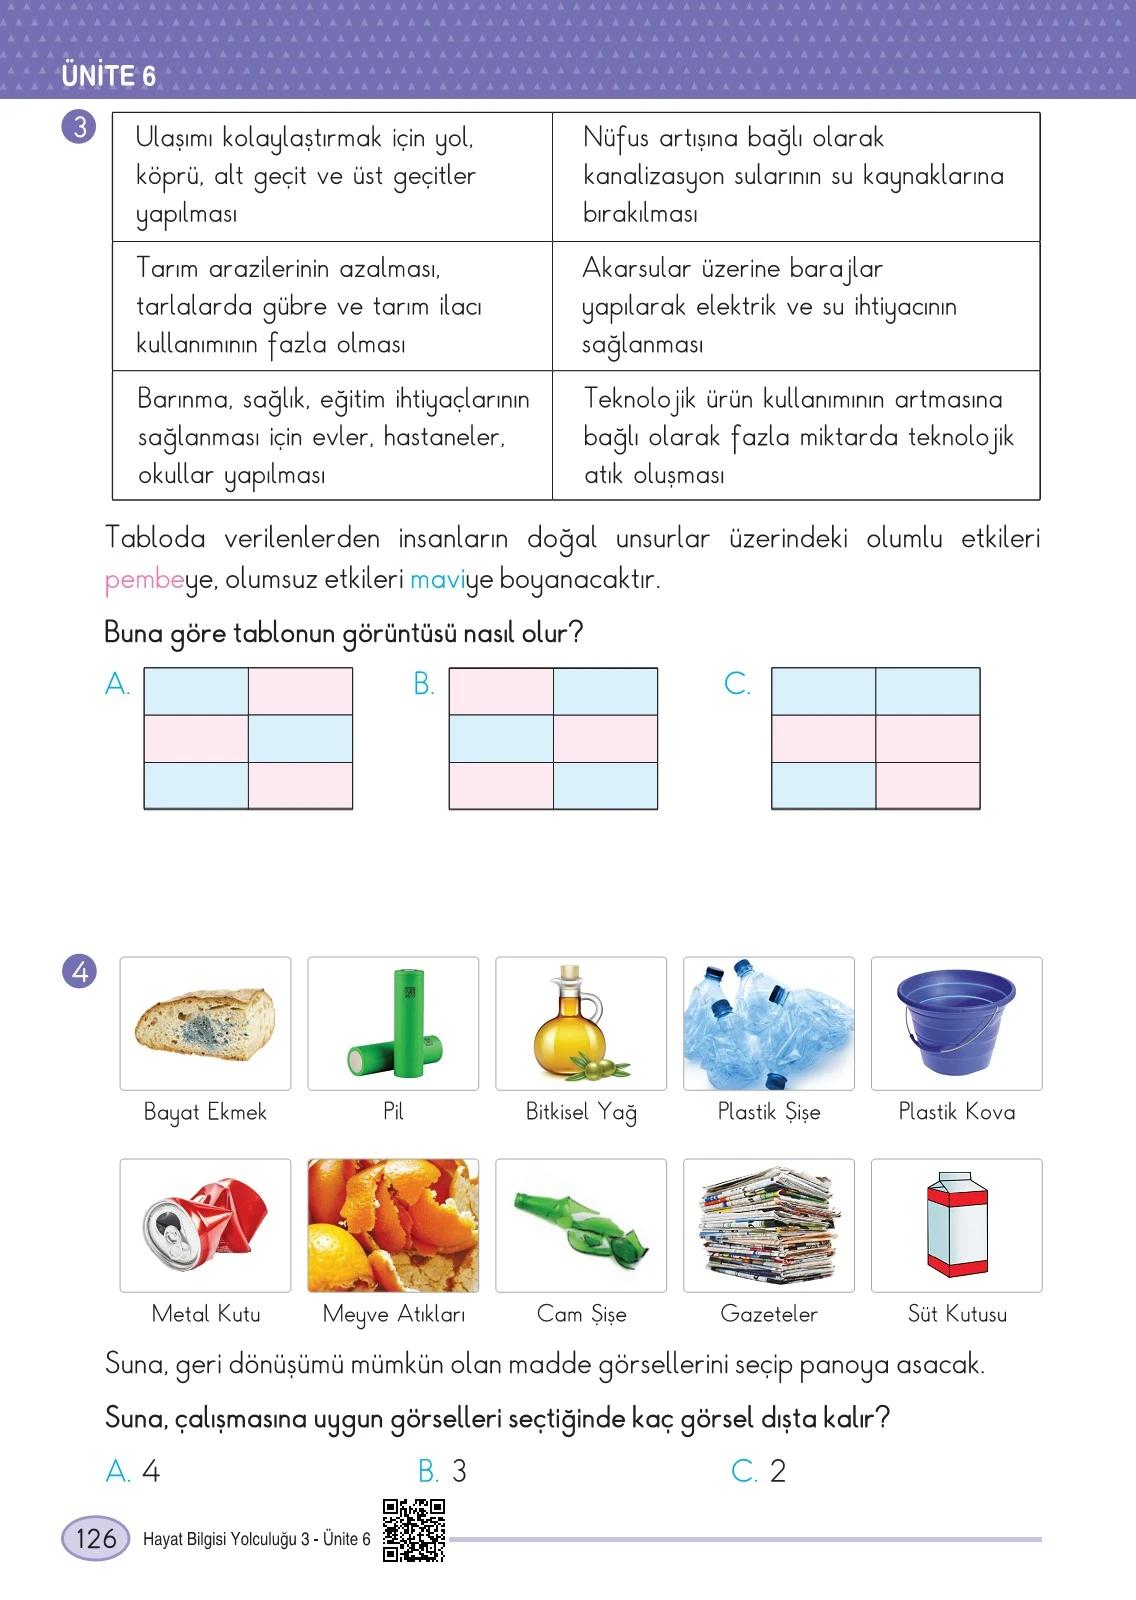 ÜNİTE 6
3
Ulaşımı kolaylaştırmak için yol,
köprü, alt geçit ve üst geçitler
yapılması
Nüfus artışına bağlı olarak
kanalizasyon sularının su kaynaklarına
bırakılması
Tarım arazilerinin azalması,
tarlalarda gübre ve tarım ilacı
kullanımının fazla olması
Akarsular üzerine barajlar
yapılarak elektrik ve su ihtiyacının
sağlanması
Barınma, sağlık, eğitim ihtiyaçlarının
sağlanması için evler, hastaneler,
okullar yapılması
Teknolojik ürün kullanımının artmasına
bağlı olarak fazla miktarda teknolojik
atık oluşması
Tabloda verilenlerden insanların doğal unsurlar üzerindeki olumlu etkileri
pembeye, olumsuz etkileri maviye boyanacaktır.
Buna göre tablonun görüntüsü nasıl olur?
A. B. C.
4
Bayat Ekmek Pil Bitkisel Yağ Plastik Şişe Plastik Kova
Metal Kutu Meyve Atıkları Cam Şişe Gazeteler Süt Kutusu
Suna, geri dönüşümü mümkün olan madde görsellerini seçip panoya asacak.
Suna, çalışmasına uygun görselleri seçtiğinde kaç görsel dışta kalır?
A. 4 B. 3 C. 2
126 Hayat Bilgisi Yolculuğu 3 - Ünite 6